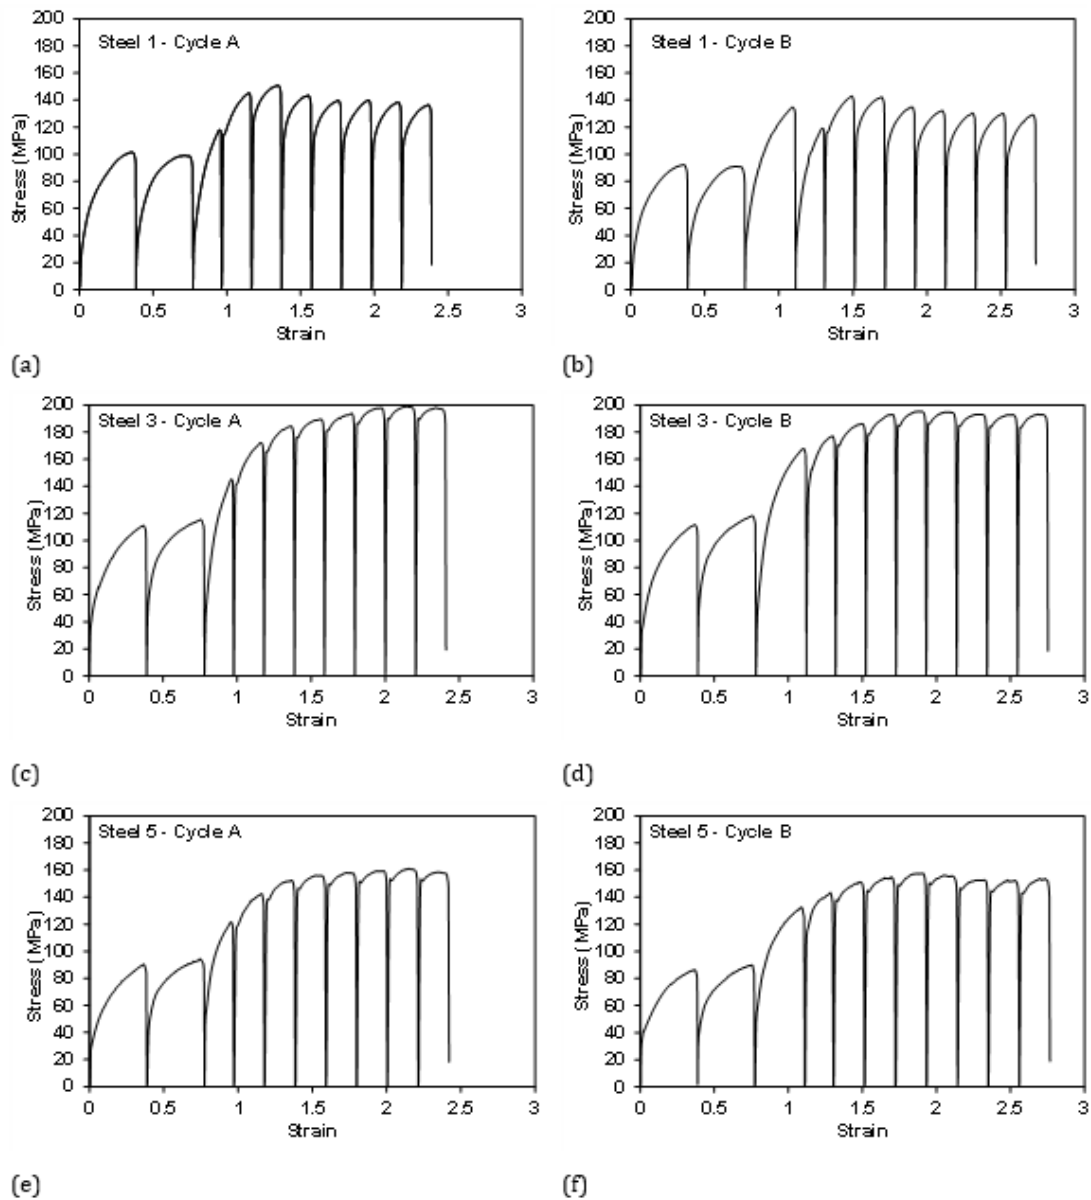 200
180
160
140
120
100
80
60
40
20
0
Stress (MPa)
Steel 1 - Cycle A
0 0.5 1 1.5 2 2.5 3
Strain
(a)
200
180
160
140
120
100
80
60
40
20
0
Stress (MPa)
Steel 1 - Cycle B
0 0.5 1 1.5 2 2.5 3
Strain
(b)
200
180
160
140
120
100
80
60
40
20
0
Stress (MPa)
Steel 3 - Cycle A
0 0.5 1 1.5 2 2.5 3
Strain
(c)
200
180
160
140
120
100
80
60
40
20
0
Stress (MPa)
Steel 3 - Cycle B
0 0.5 1 1.5 2 2.5 3
Strain
(d)
200
180
160
140
120
100
80
60
40
20
0
Stress (MPa)
Steel 5 - Cycle A
0 0.5 1 1.5 2 2.5 3
Strain
(e)
200
180
160
140
120
100
80
60
40
20
0
Stress (MPa)
Steel 5 - Cycle B
0 0.5 1 1.5 2 2.5 3
Strain
(f)